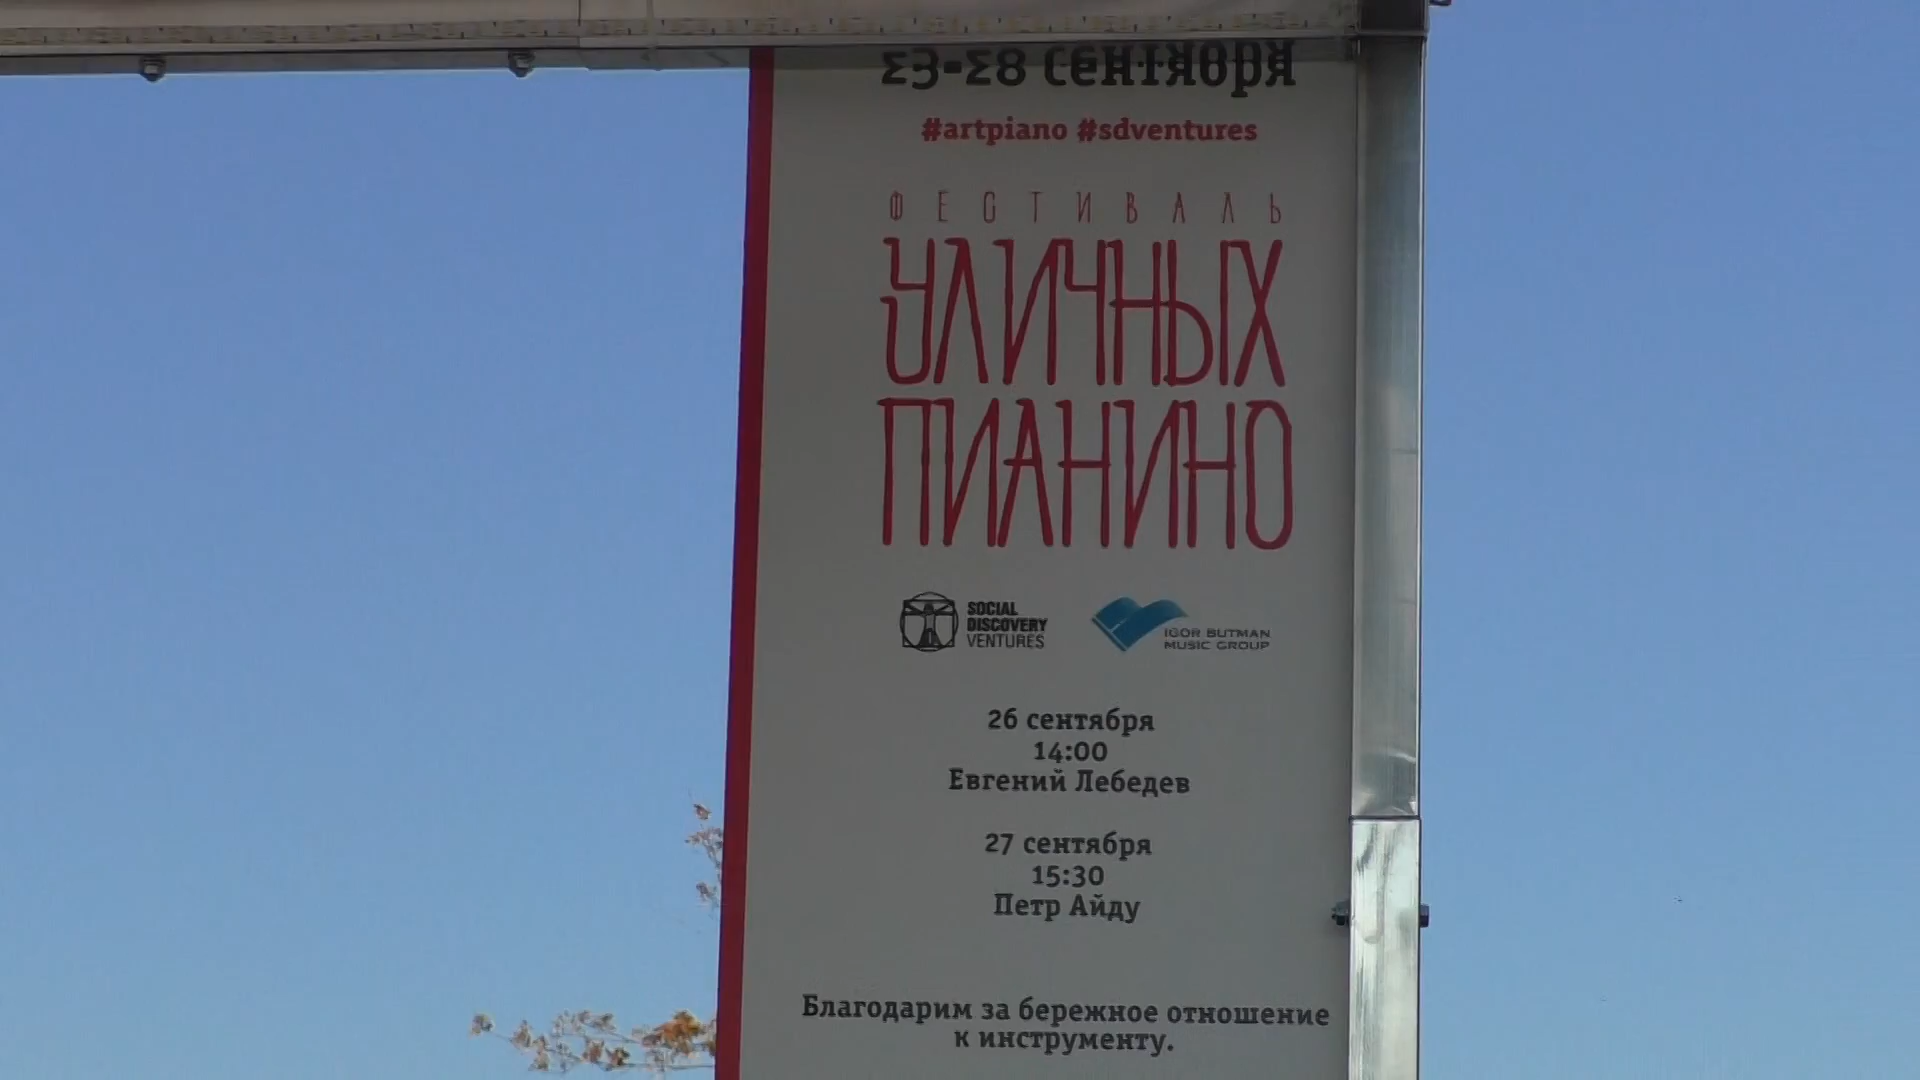 23-28 сентября
#artpiano #sdventures
ФЕСТИВАЛЬ
УЛИЧНЫХ
ПИАНИНО
SOCIAL
DISCOVERY
VENTURES
IGOR BUTMAN
MUSIC GROUP
26 сентября
14:00
Евгений Лебедев
27 сентября
15:30
Петр Айду
Благодарим за бережное отношение
к инструменту.